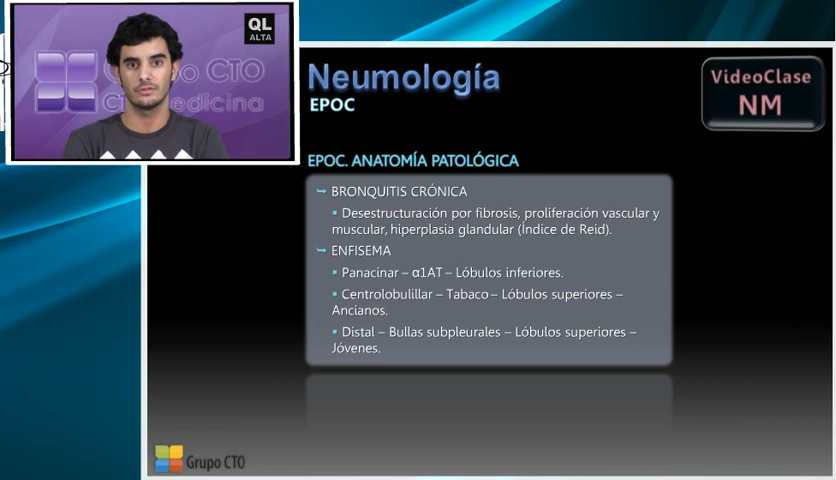 QL
ALTA
Grupo CTO
CTO Medicina
Neumología
EPOC
VideoClase
NM
EPOC. ANATOMÍA PATOLÓGICA
BRONQUITIS CRÓNICA
Desestructuración por fibrosis, proliferación vascular y
muscular, hiperplasia glandular (Índice de Reid).
ENFISEMA
Panacinar – α1AT – Lóbulos inferiores.
Centrolobulillar – Tabaco – Lóbulos superiores –
Ancianos.
Distal – Bullas subpleurales – Lóbulos superiores –
Jóvenes.
Grupo CTO